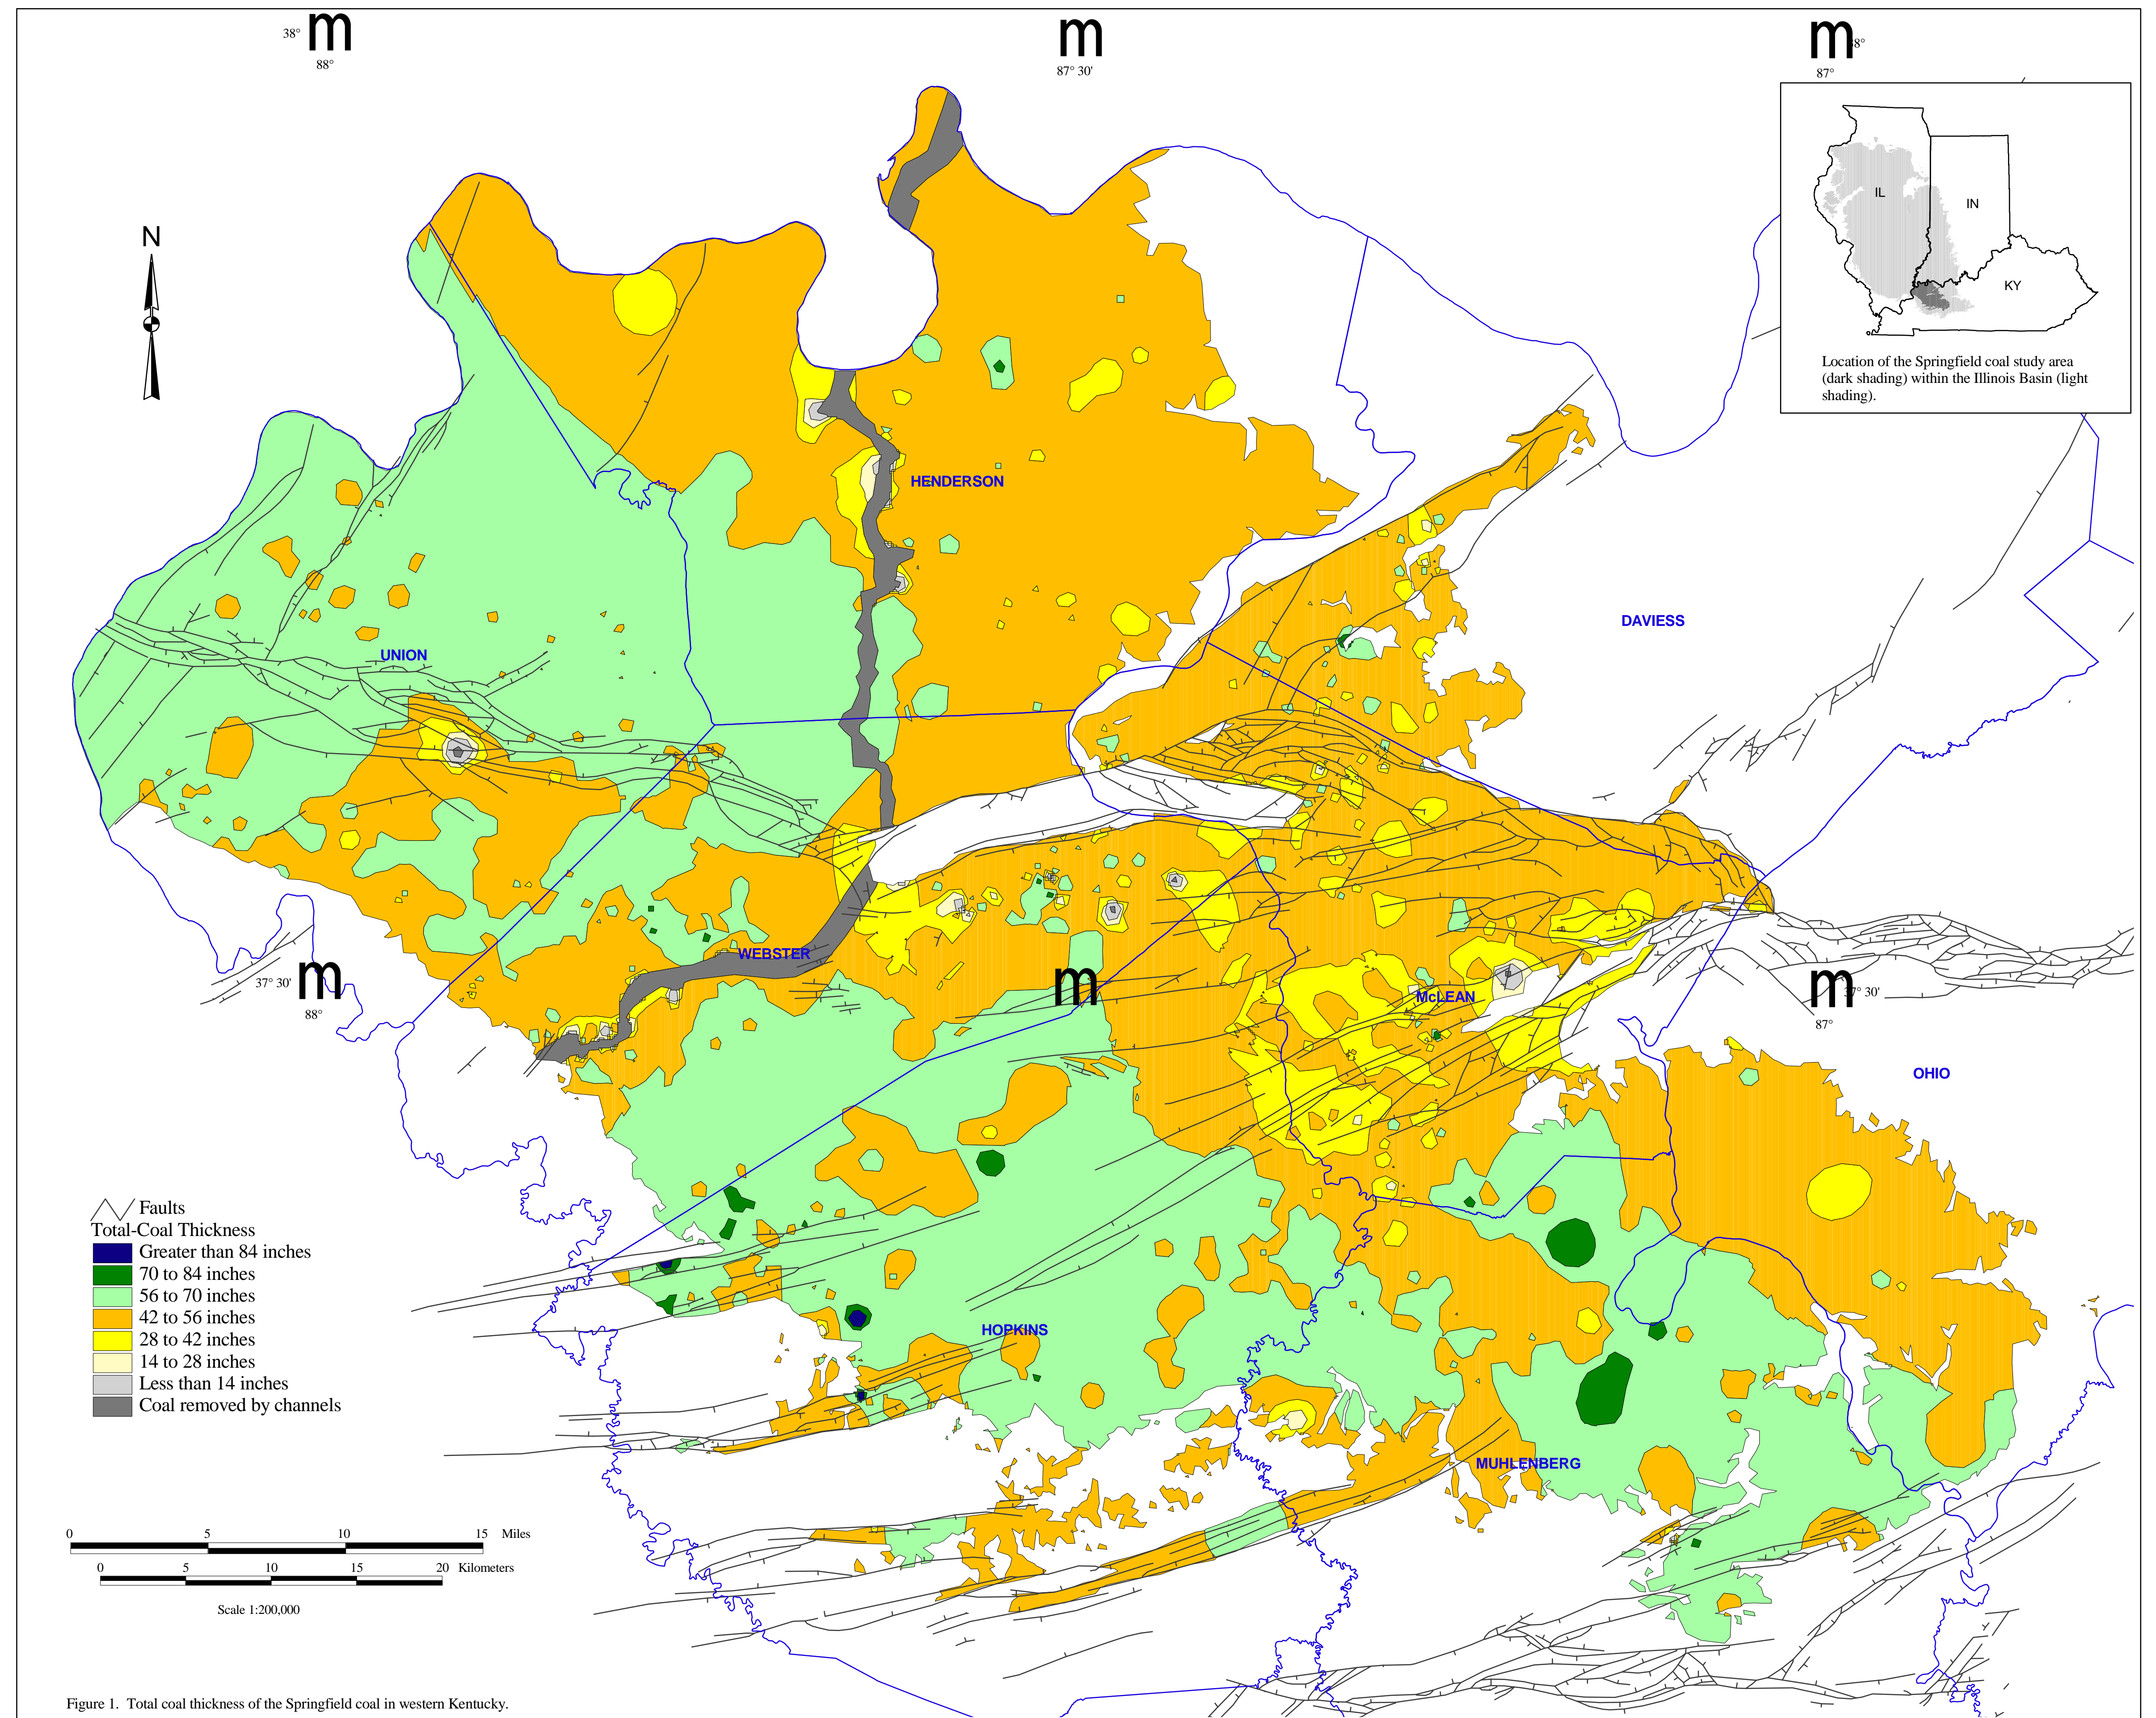 38° m
88°
m
87° 30'
m 38°
87°
N
IL
IN
KY
Location of the Springfield coal study area
(dark shading) within the Illinois Basin (light
shading).
HENDERSON
DAVIESS
UNION
WEBSTER
McLEAN
37° 30' m
88°
m
m 37° 30'
87°
OHIO
HOPKINS
MUHLENBERG
Faults
Total-Coal Thickness
Greater than 84 inches
70 to 84 inches
56 to 70 inches
42 to 56 inches
28 to 42 inches
14 to 28 inches
Less than 14 inches
Coal removed by channels
0 5 10 15 Miles
0 5 10 15 20 Kilometers
Scale 1:200,000
Figure 1. Total coal thickness of the Springfield coal in western Kentucky.